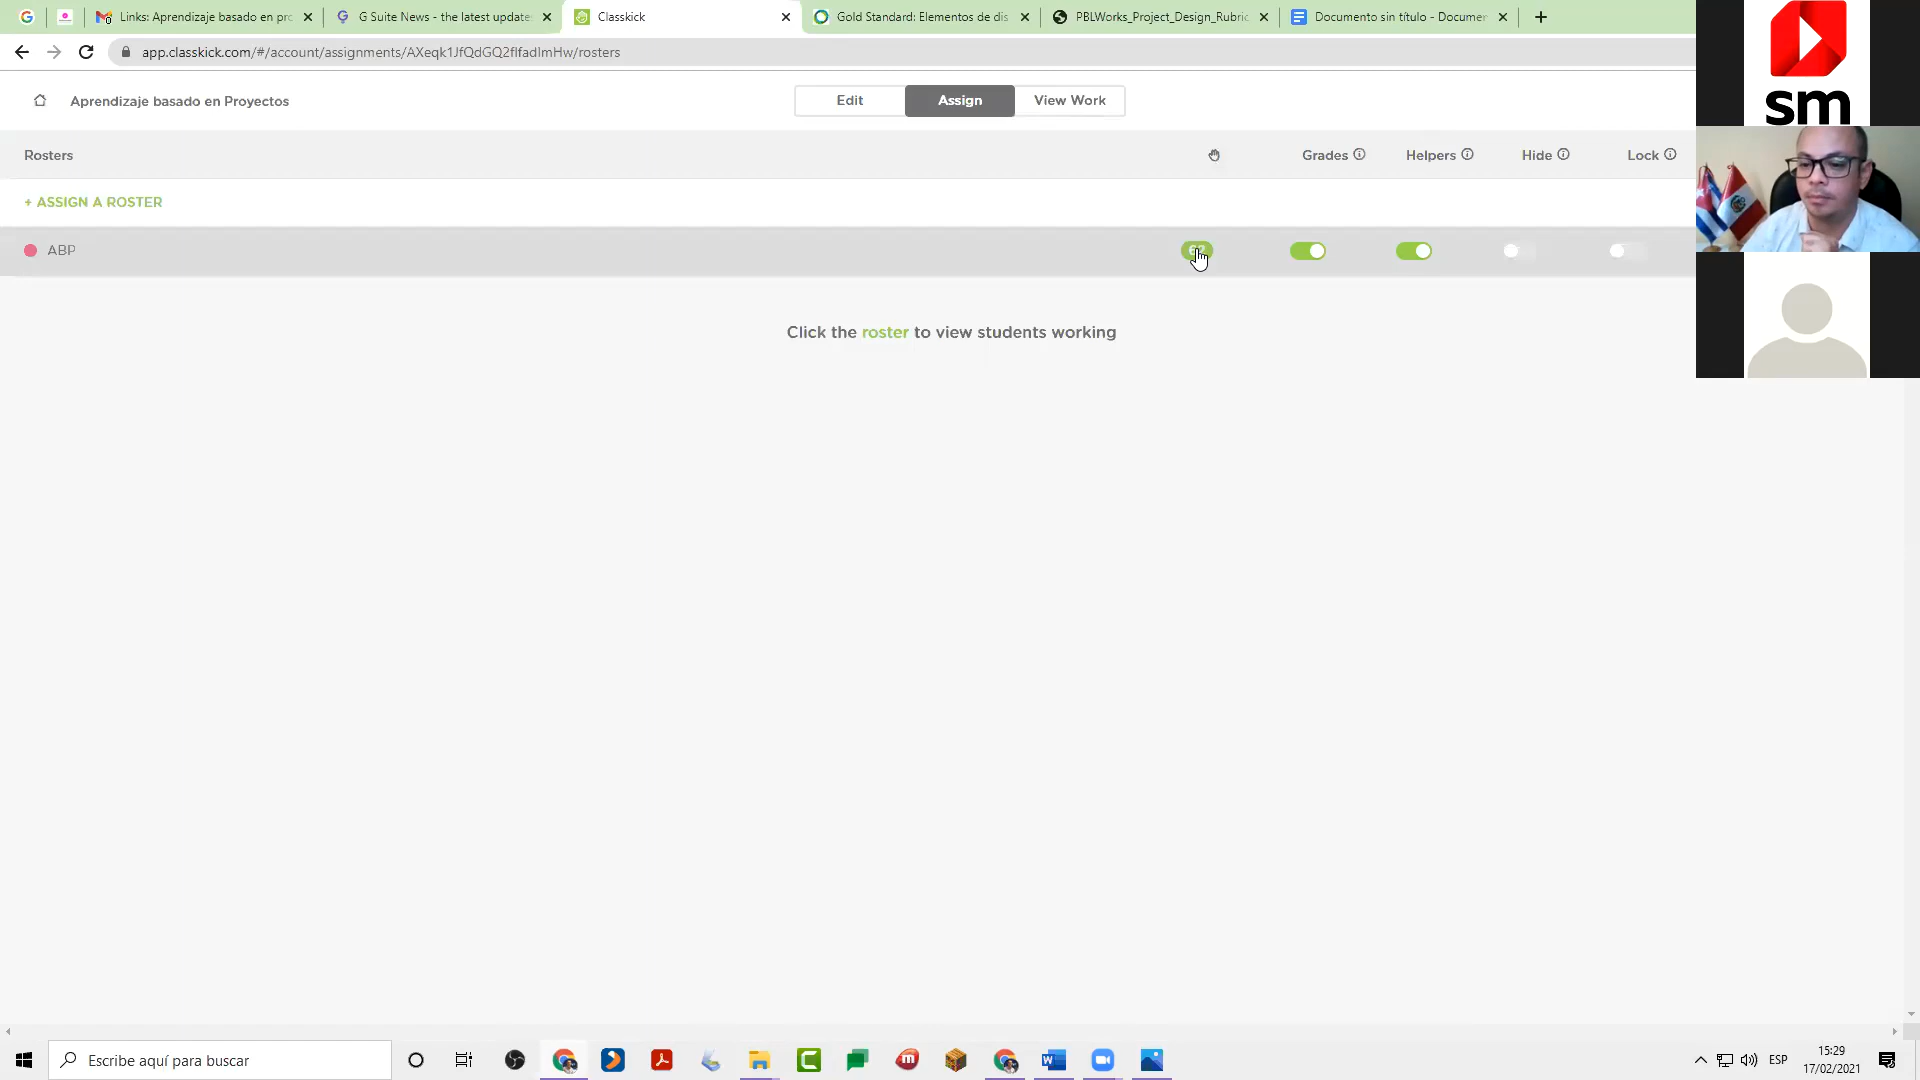 Links: Aprendizaje basado en pro
G Suite News - the latest update
Classkick
Gold Standard: Elementos de dis
PBLWorks_Project_Design_Rubric
Documento sin título - Documen
app.classkick.com/#/account/assignments/AXeqk1JfQdGQ2fIfadImHw/rosters
sm
Aprendizaje basado en Proyectos
Edit
Assign
View Work
Rosters
Grades
Helpers
Hide
Lock
+ ASSIGN A ROSTER
ABP
Click the roster to view students working
Escribe aquí para buscar
ESP
15:29
17/02/2021